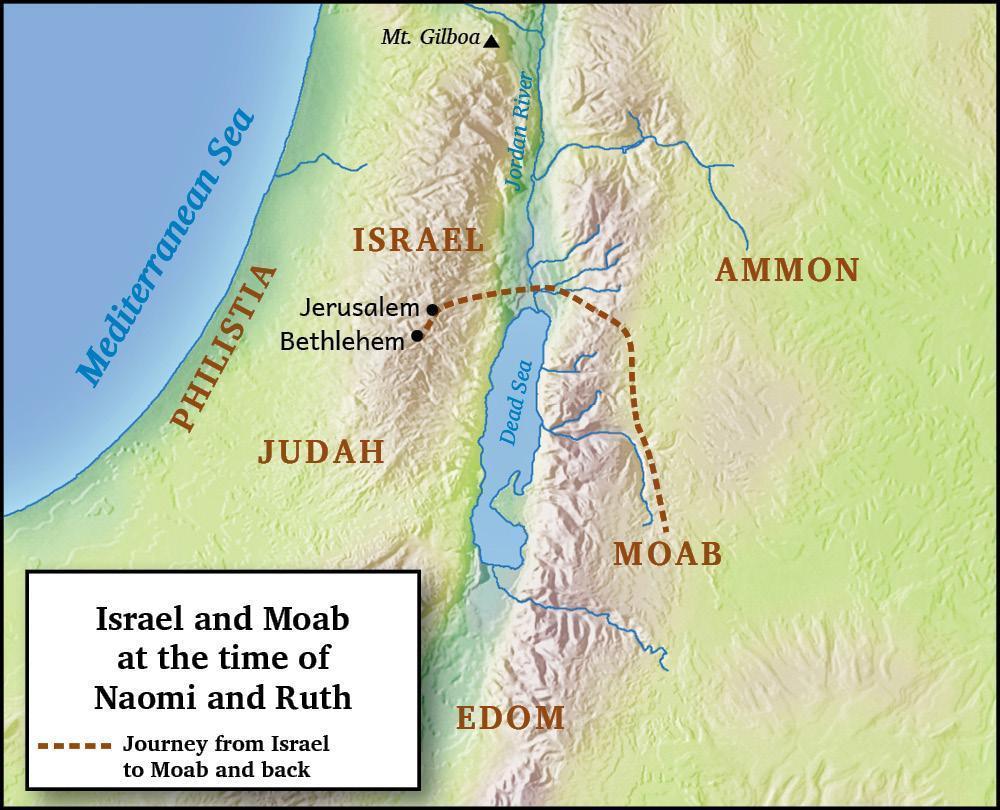 Mt. Gilboa
Jordan River
Mediterranean Sea
ISRAEL
AMMON
PHILISTIA
Jerusalem
Bethlehem
Dead Sea
JUDAH
MOAB
EDOM
Israel and Moab
at the time of
Naomi and Ruth
Journey from Israel
to Moab and back